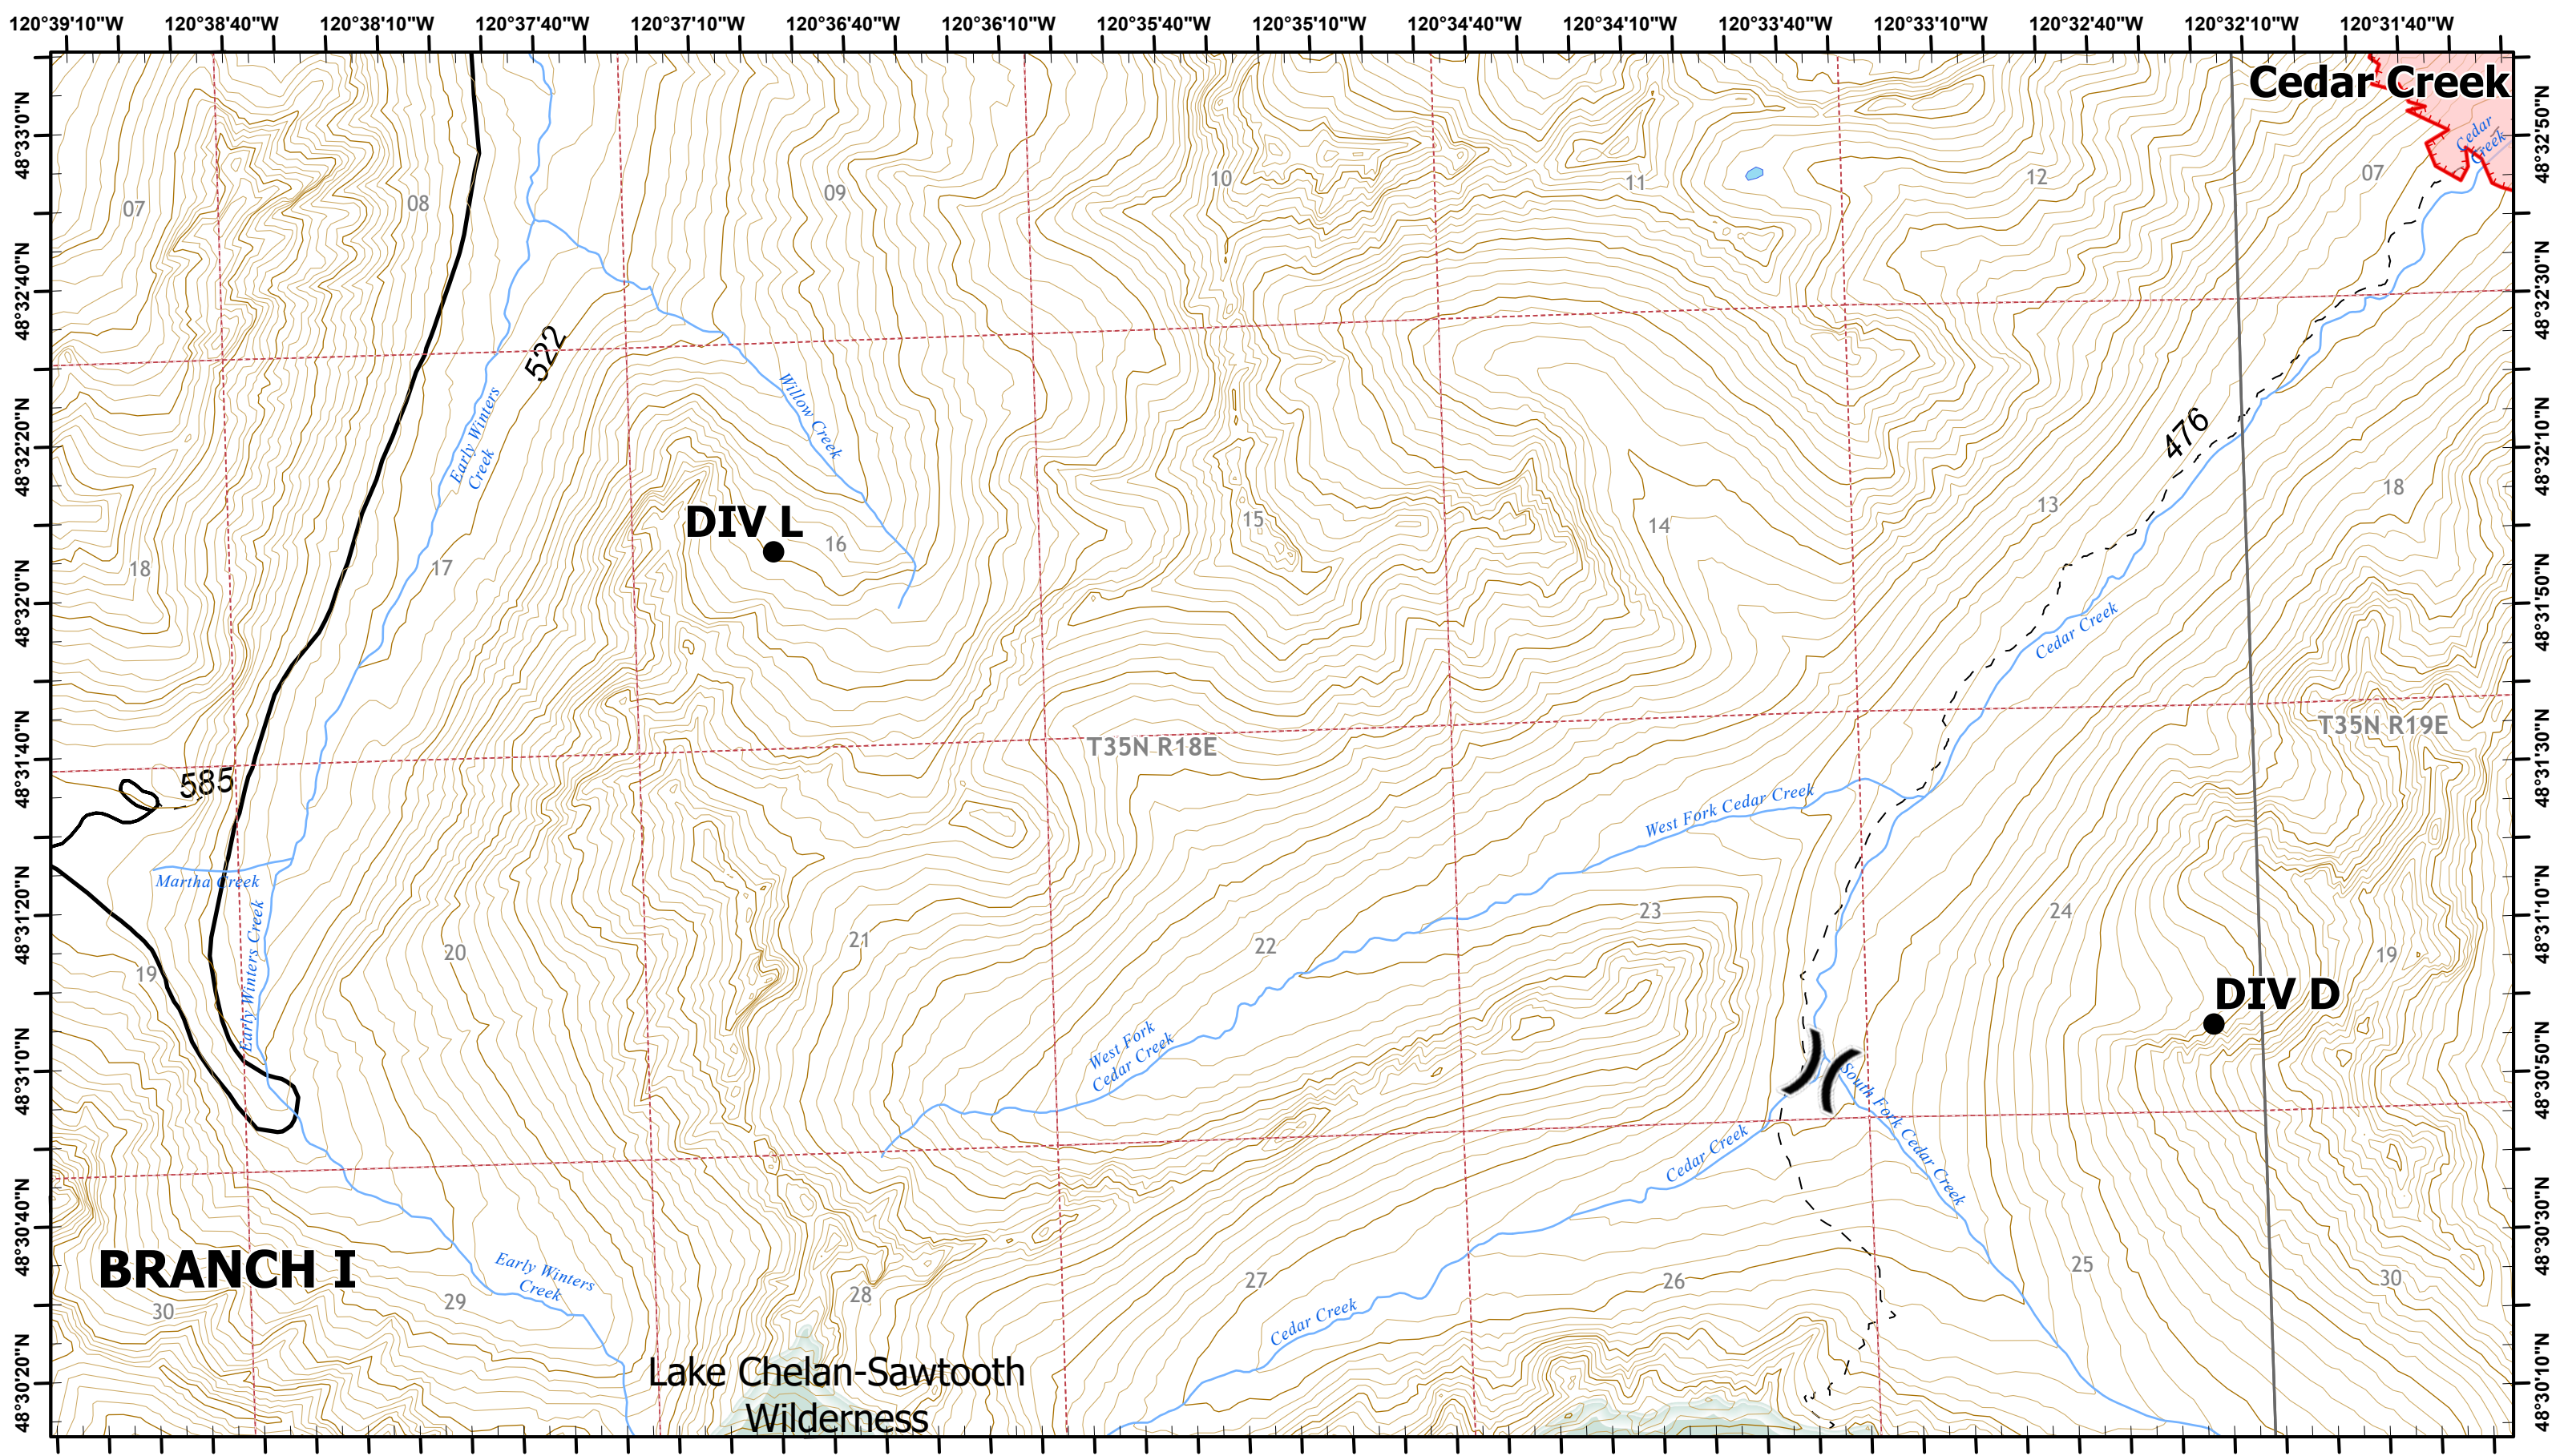 120°39'10"W 120°38'40"W 120°38'10"W 120°37'40"W 120°37'10"W 120°36'40"W 120°36'10"W 120°35'40"W 120°35'10"W 120°34'40"W 120°34'10"W 120°33'40"W 120°33'10"W 120°32'40"W 120°32'10"W 120°31'40"W
Cedar Creek
48°33'0"N
48°32'50"N
Cedar
Creek
07
08
09
10
11
12
07
48°32'40"N
48°32'30"N
522
Early Winters
Creek
Willow Creek
476
48°32'20"N
48°32'10"N
DIV L
18
17
16
15
14
13
18
48°32'0"N
48°31'50"N
Cedar Creek
T35N R18E
T35N R19E
48°31'40"N
48°31'30"N
585
West Fork Cedar Creek
Martha Creek
48°31'20"N
48°31'10"N
Early Winters Creek
19
20
21
22
23
24
19
DIV D
West Fork
Cedar Creek
48°31'0"N
48°30'50"N
South Fork Cedar Creek
Cedar Creek
48°30'40"N
48°30'30"N
BRANCH I
Early Winters
Creek
30
29
28
27
26
25
30
Cedar Creek
48°30'20"N
48°30'10"N
Lake Chelan-Sawtooth
Wilderness